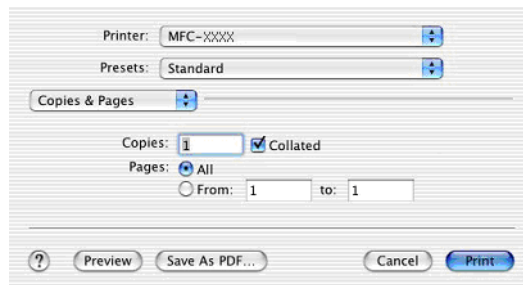 Printer: MFC-XXXX
Presets: Standard
Copies & Pages
Copies: 1 Collated
Pages: All
From: 1 to: 1
? Preview Save As PDF... Cancel Print